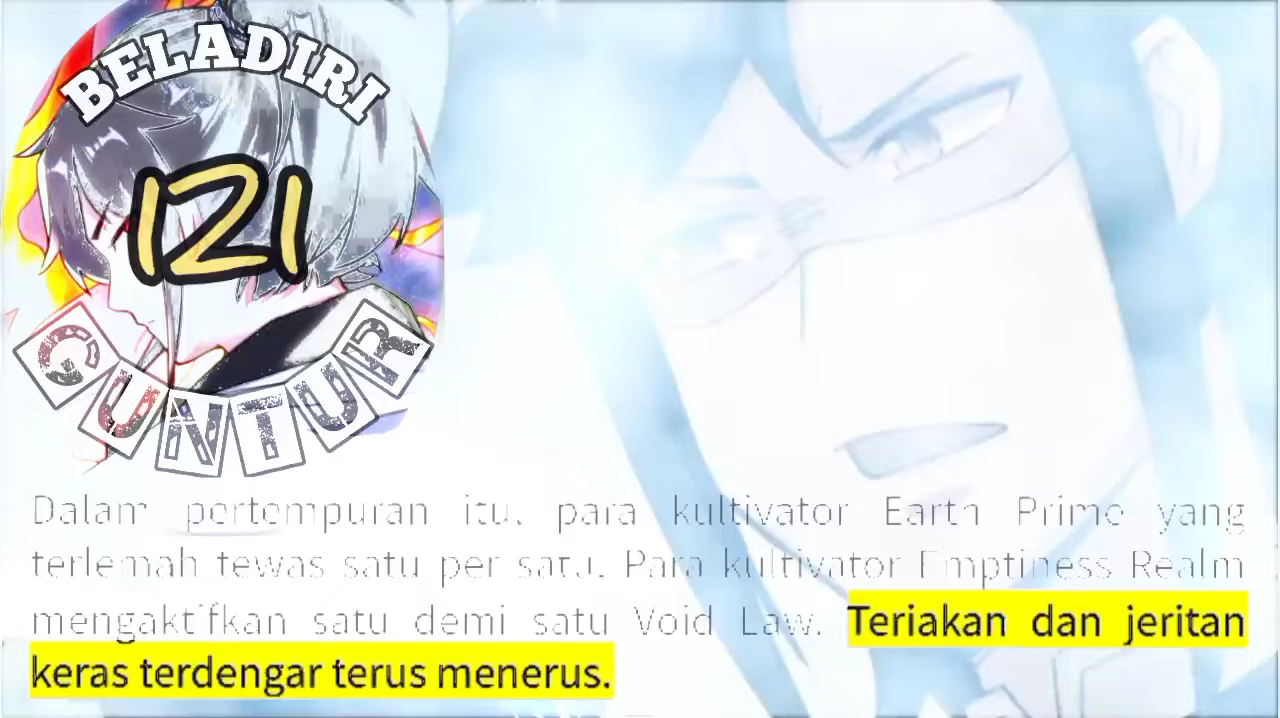 BELADIRI
121
GUNTUR
Dalam pertempuran itu, para kultivator Earth Prime yang
terlemah tewas satu per satu. Para kultivator Emptiness Realm
mengaktifkan satu demi satu Void Law. Teriakan dan jeritan
keras terdengar terus menerus.